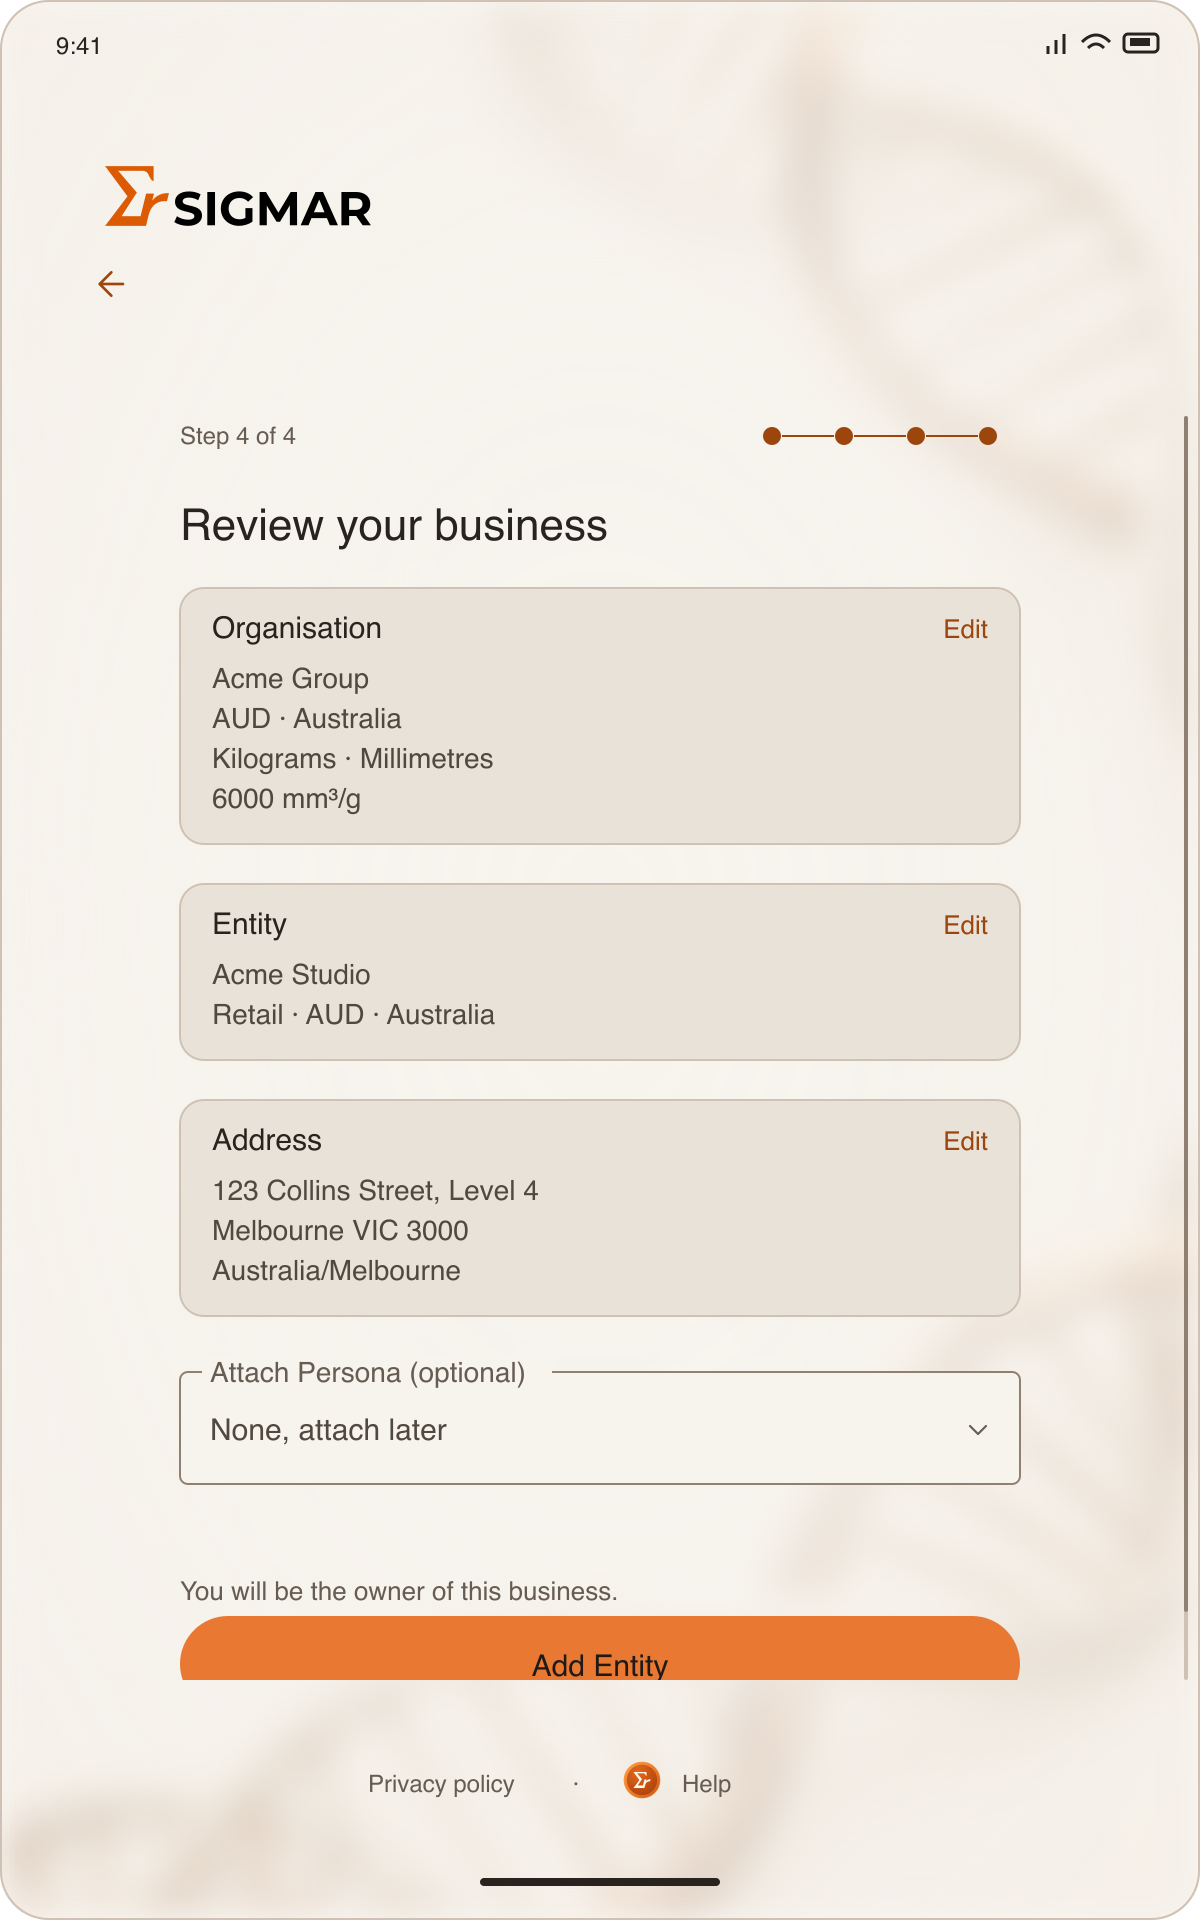 9:41
Σr SIGMAR
Step 4 of 4
Review your business
Organisation
Edit
Acme Group
AUD · Australia
Kilograms · Millimetres
6000 mm³/g
Entity
Edit
Acme Studio
Retail · AUD · Australia
Address
Edit
123 Collins Street, Level 4
Melbourne VIC 3000
Australia/Melbourne
Attach Persona (optional)
None, attach later
You will be the owner of this business.
Add Entity
Privacy policy · Σr Help